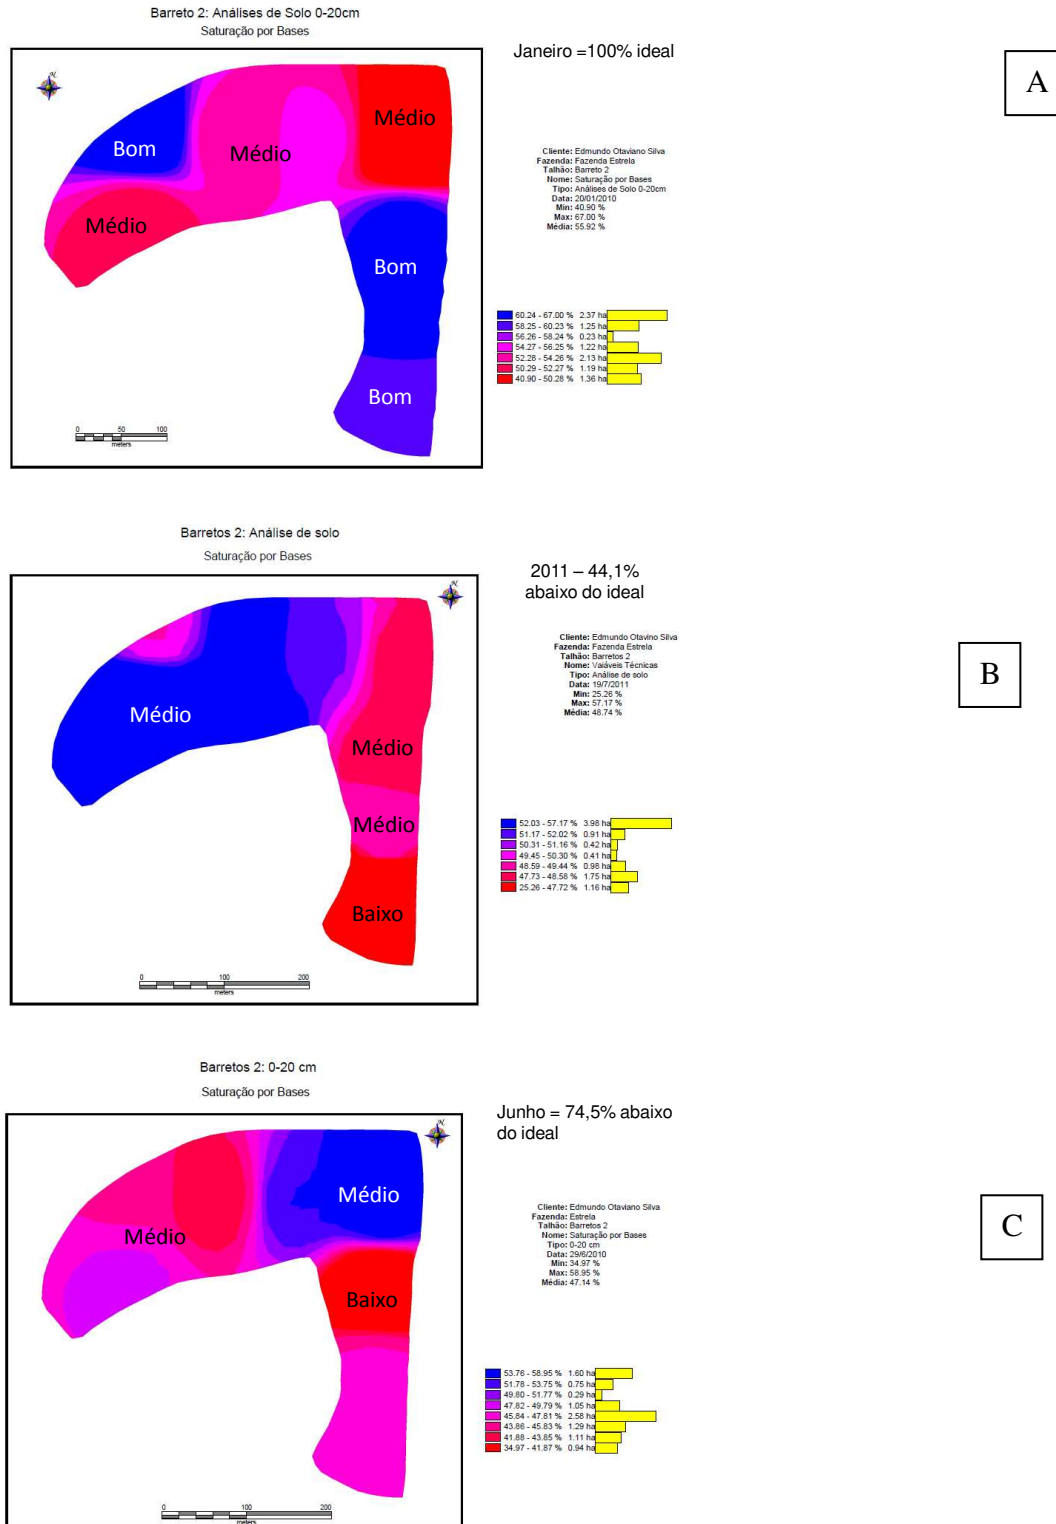 Barreto 2: Análises de Solo 0-20cm
Saturação por Bases
Janeiro =100% ideal
A
N
Bom
Médio
Médio
Médio
Bom
Bom
0 50 100
meters
Cliente: Edmundo Otaviano Silva
Fazenda: Fazenda Estrela
Talhão: Barreto 2
Nome: Saturação por Bases
Tipo: Análises de Solo 0-20cm
Data: 20/01/2010
Min: 40.90 %
Max: 67.00 %
Média: 55.92 %
60.24 - 67.00 % 2.37 ha
58.25 - 60.23 % 1.25 ha
56.26 - 58.24 % 0.23 ha
54.27 - 56.25 % 1.22 ha
52.28 - 54.26 % 2.13 ha
50.29 - 52.27 % 1.19 ha
40.90 - 50.28 % 1.36 ha
Barretos 2: Análise de solo
Saturação por Bases
2011 – 44,1%
abaixo do ideal
B
N
Médio
Médio
Médio
Baixo
0 100 200
meters
Cliente: Edmundo Otavino Silva
Fazenda: Fazenda Estrela
Talhão: Barretos 2
Nome: Vaiáveis Técnicas
Tipo: Análise de solo
Data: 19/7/2011
Min: 25.26 %
Max: 57.17 %
Média: 48.74 %
52.03 - 57.17 % 3.98 ha
51.17 - 52.02 % 0.91 ha
50.31 - 51.16 % 0.42 ha
49.45 - 50.30 % 0.41 ha
48.59 - 49.44 % 0.98 ha
47.73 - 48.58 % 1.75 ha
25.26 - 47.72 % 1.16 ha
Barretos 2: 0-20 cm
Saturação por Bases
Junho = 74,5% abaixo
do ideal
C
N
Médio
Médio
Baixo
0 100 200
meters
Cliente: Edmundo Otaviano Silva
Fazenda: Estrela
Talhão: Barretos 2
Nome: Saturação por Bases
Tipo: 0-20 cm
Data: 29/6/2010
Min: 34.97 %
Max: 58.95 %
Média: 47.14 %
53.76 - 58.95 % 1.60 ha
51.78 - 53.75 % 0.75 ha
49.80 - 51.77 % 0.29 ha
47.82 - 49.79 % 1.05 ha
45.84 - 47.81 % 2.58 ha
43.86 - 45.83 % 1.29 ha
41.88 - 43.85 % 1.11 ha
34.97 - 41.87 % 0.94 ha